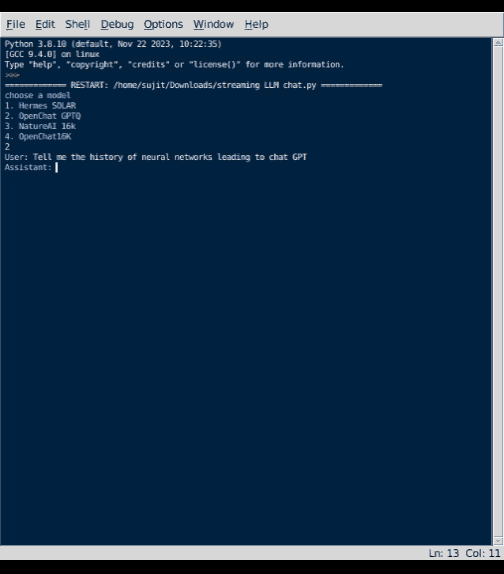 File Edit Shell Debug Options Window Help
Python 3.8.10 (default, Nov 22 2023, 10:22:35)
[GCC 9.4.0] on linux
Type "help", "copyright", "credits" or "license()" for more information.
>>>
============= RESTART: /home/sujit/Downloads/streaming LLM chat.py =============
choose a model
1. Hermes SOLAR
2. OpenChat GPTQ
3. NatureAI 16k
4. OpenChat16K
2
User: Tell me the history of neural networks leading to chat GPT
Assistant:
Ln: 13 Col: 11